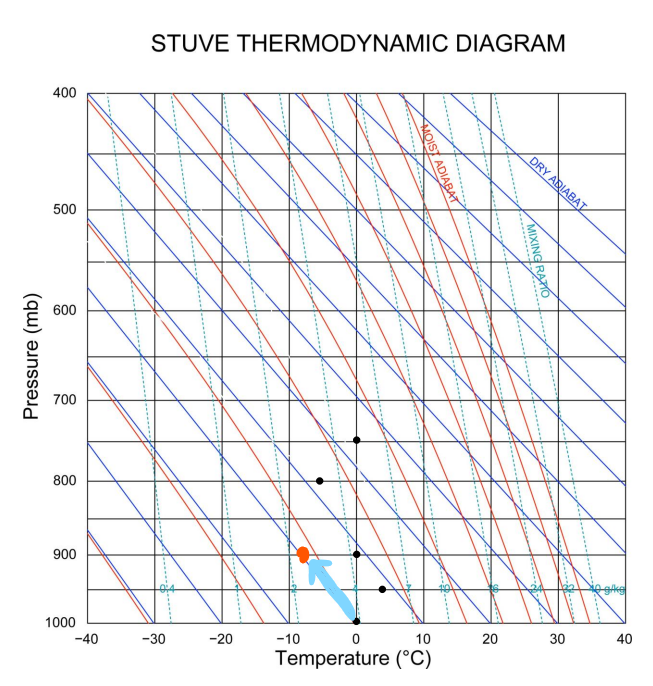 STUVE THERMODYNAMIC DIAGRAM
400
MOIST ADIABAT
DRY ADIABAT
500
MIXING RATIO
600
Pressure (mb)
700
800
900
0.4 1 2 4 7 10 16 24 32 40 g/kg
1000
−40 −30 −20 −10 0 10 20 30 40
Temperature (°C)